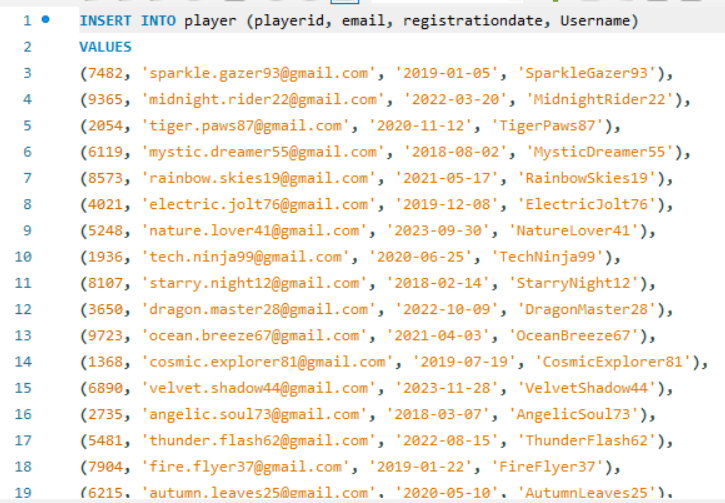 1 INSERT INTO player (playerid, email, registrationdate, Username)
2 VALUES
3 (7482, 'sparkle.gazer93@gmail.com', '2019-01-05', 'SparkleGazer93'),
4 (9365, 'midnight.rider22@gmail.com', '2022-03-20', 'MidnightRider22'),
5 (2054, 'tiger.paws87@gmail.com', '2020-11-12', 'TigerPaws87'),
6 (6119, 'mystic.dreamer55@gmail.com', '2018-08-02', 'MysticDreamer55'),
7 (8573, 'rainbow.skies19@gmail.com', '2021-05-17', 'RainbowSkies19'),
8 (4021, 'electric.jolt76@gmail.com', '2019-12-08', 'ElectricJolt76'),
9 (5248, 'nature.lover41@gmail.com', '2023-09-30', 'NatureLover41'),
10 (1936, 'tech.ninja99@gmail.com', '2020-06-25', 'TechNinja99'),
11 (8107, 'starry.night12@gmail.com', '2018-02-14', 'StarryNight12'),
12 (3650, 'dragon.master28@gmail.com', '2022-10-09', 'DragonMaster28'),
13 (9723, 'ocean.breeze67@gmail.com', '2021-04-03', 'OceanBreeze67'),
14 (1368, 'cosmic.explorer81@gmail.com', '2019-07-19', 'CosmicExplorer81'),
15 (6890, 'velvet.shadow44@gmail.com', '2023-11-28', 'VelvetShadow44'),
16 (2735, 'angelic.soul73@gmail.com', '2018-03-07', 'AngelicSoul73'),
17 (5481, 'thunder.flash62@gmail.com', '2022-08-15', 'ThunderFlash62'),
18 (7904, 'fire.flyer37@gmail.com', '2019-01-22', 'FireFlyer37'),
19 (6215, 'autumn.leaves25@gmail.com', '2020-05-10', 'AutumnLeaves25'),